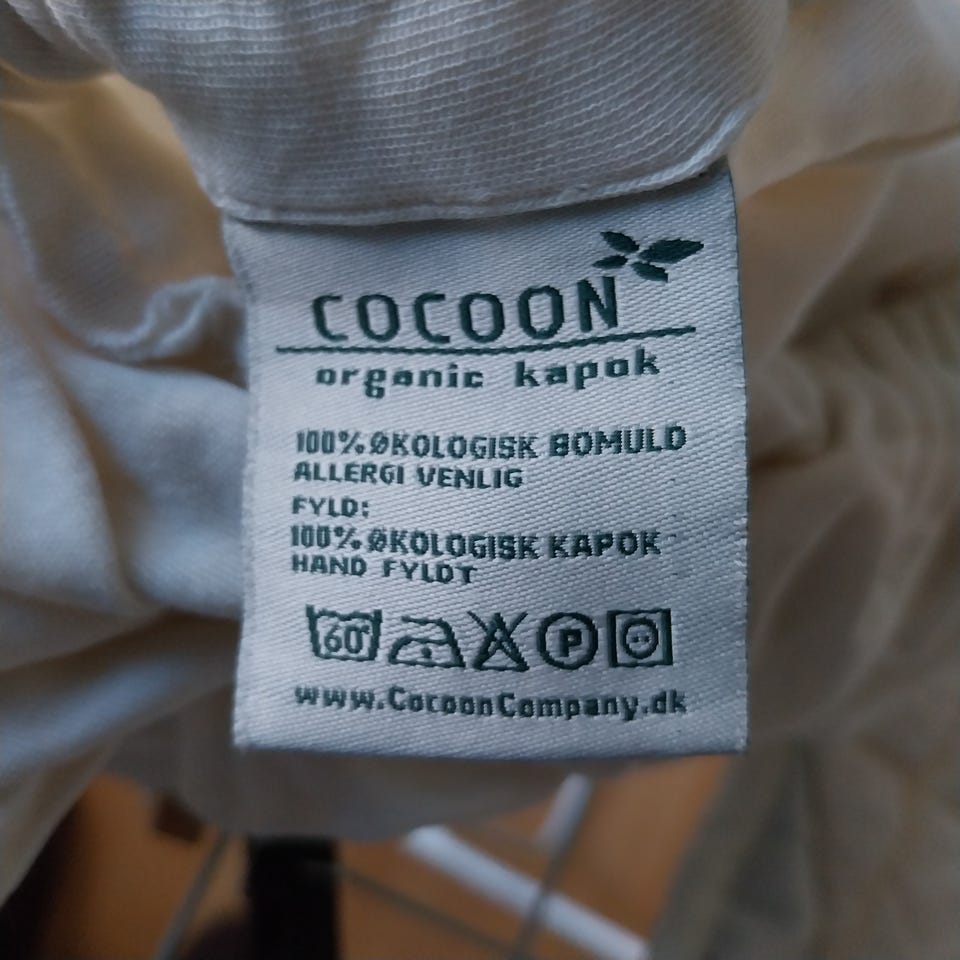 COCOON
organic kapok
100% ØKOLOGISK BOMULD
ALLERGI VENLIG
FYLD:
100% ØKOLOGISK KAPOK
HAND FYLDT
60° P
www.CocoonCompany.dk